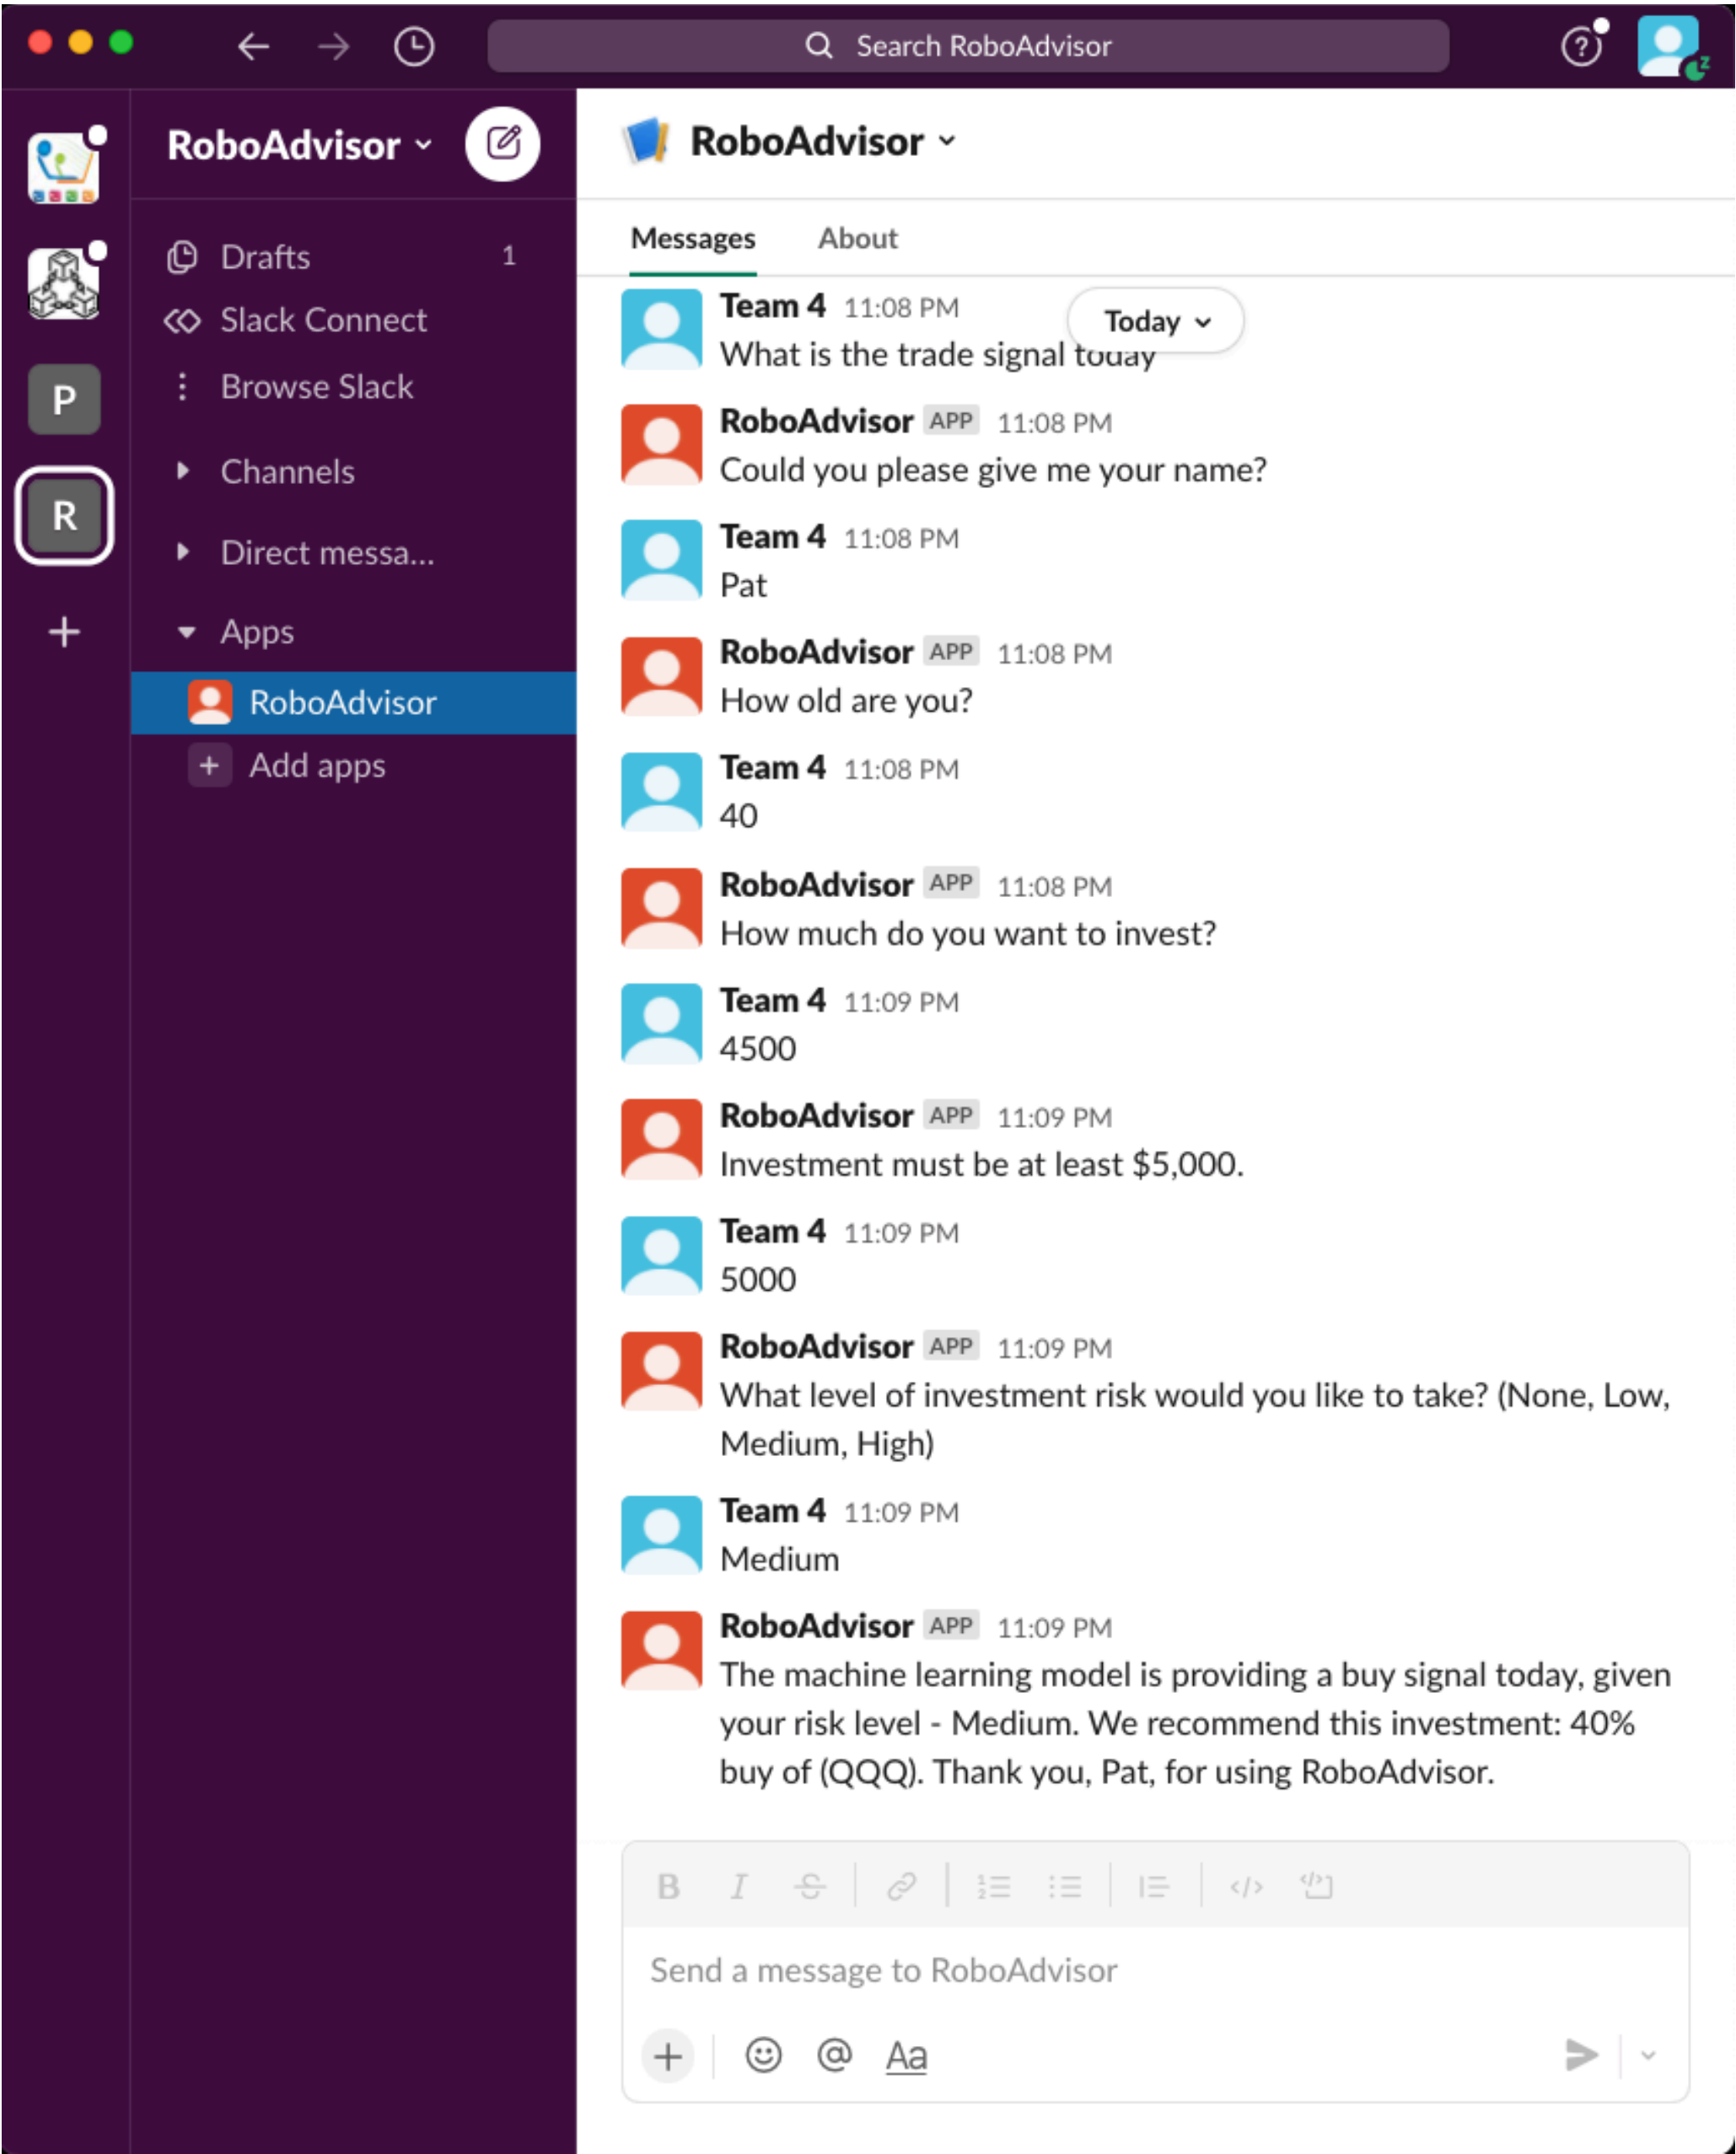 Search RoboAdvisor
RoboAdvisor
RoboAdvisor
Drafts 1
Slack Connect
Browse Slack
P
Channels
R
Direct messa...
Apps
RoboAdvisor
Add apps
Messages About
Today
Team 4 11:08 PM
What is the trade signal today
RoboAdvisor APP 11:08 PM
Could you please give me your name?
Team 4 11:08 PM
Pat
RoboAdvisor APP 11:08 PM
How old are you?
Team 4 11:08 PM
40
RoboAdvisor APP 11:08 PM
How much do you want to invest?
Team 4 11:09 PM
4500
RoboAdvisor APP 11:09 PM
Investment must be at least $5,000.
Team 4 11:09 PM
5000
RoboAdvisor APP 11:09 PM
What level of investment risk would you like to take? (None, Low,
Medium, High)
Team 4 11:09 PM
Medium
RoboAdvisor APP 11:09 PM
The machine learning model is providing a buy signal today, given
your risk level - Medium. We recommend this investment: 40%
buy of (QQQ). Thank you, Pat, for using RoboAdvisor.
B I S
Send a message to RoboAdvisor
@ Aa